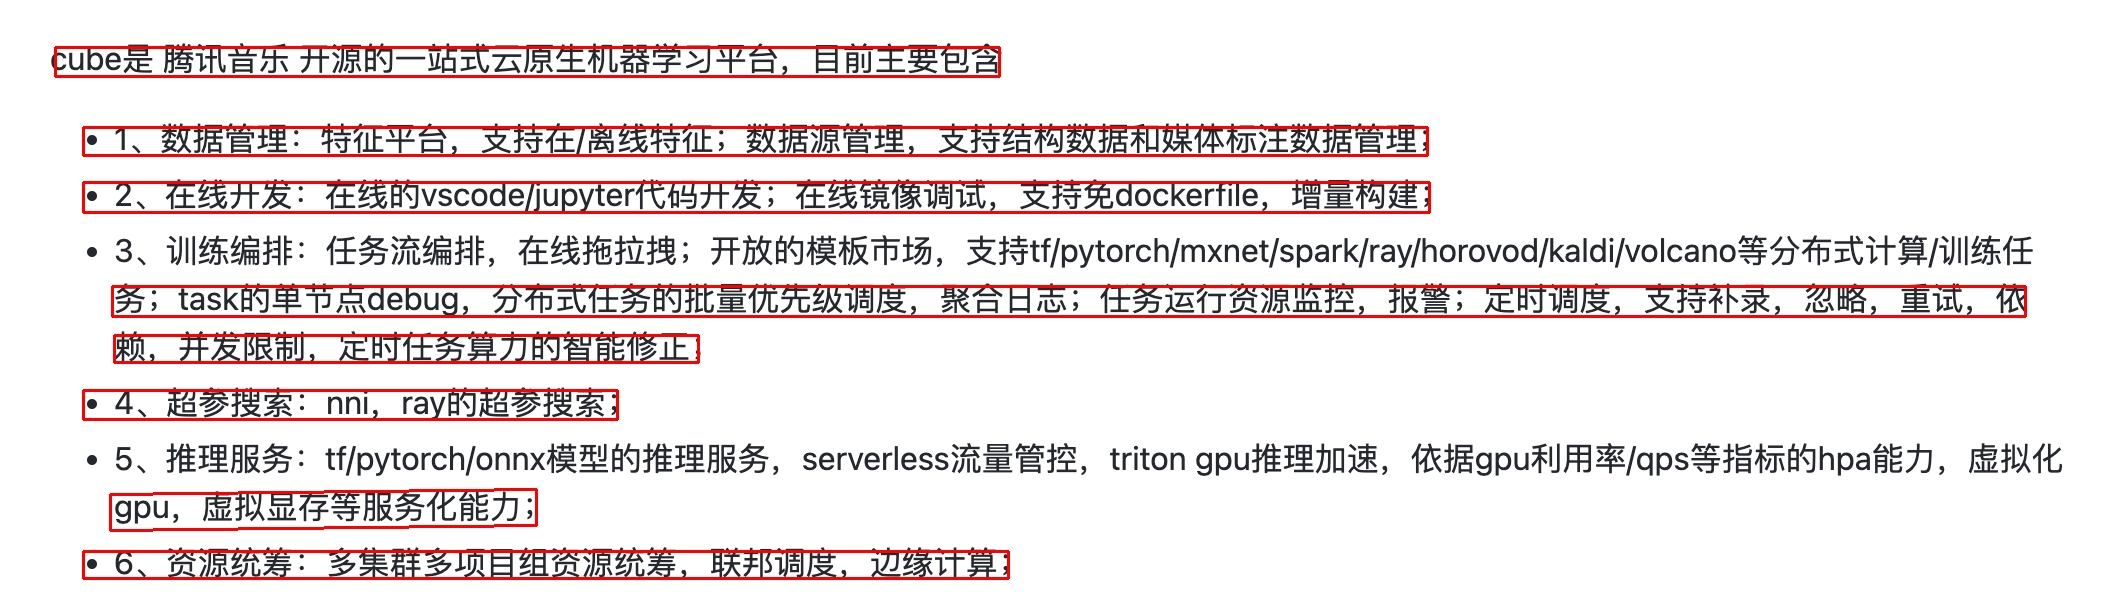 cube是 腾讯音乐 开源的一站式云原生机器学习平台，目前主要包含
• 1、数据管理：特征平台，支持在/离线特征；数据源管理，支持结构数据和媒体标注数据管理；
• 2、在线开发：在线的vscode/jupyter代码开发；在线镜像调试，支持免dockerfile，增量构建；
• 3、训练编排：任务流编排，在线拖拉拽；开放的模板市场，支持tf/pytorch/mxnet/spark/ray/horovod/kaldi/volcano等分布式计算/训练任
务；task的单节点debug，分布式任务的批量优先级调度，聚合日志；任务运行资源监控，报警；定时调度，支持补录，忽略，重试，依
赖，并发限制，定时任务算力的智能修正；
• 4、超参搜索：nni，ray的超参搜索；
• 5、推理服务：tf/pytorch/onnx模型的推理服务，serverless流量管控，triton gpu推理加速，依据gpu利用率/qps等指标的hpa能力，虚拟化
gpu，虚拟显存等服务化能力；
• 6、资源统筹：多集群多项目组资源统筹，联邦调度，边缘计算；